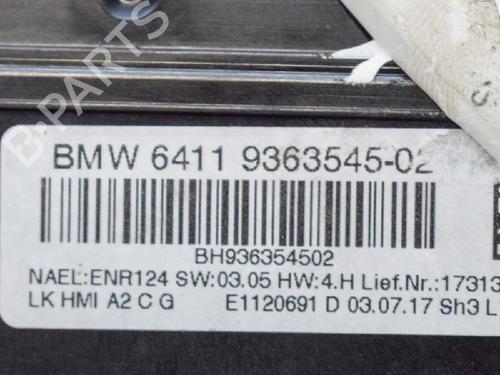 BMW 6411 9363545-02
BH936354502
NAEL:ENR124 SW:03.05 HW:4.H Lief.Nr.:17313
LK HMI A2 C G E1120691 D 03.07.17 Sh3 L
B-PARTS